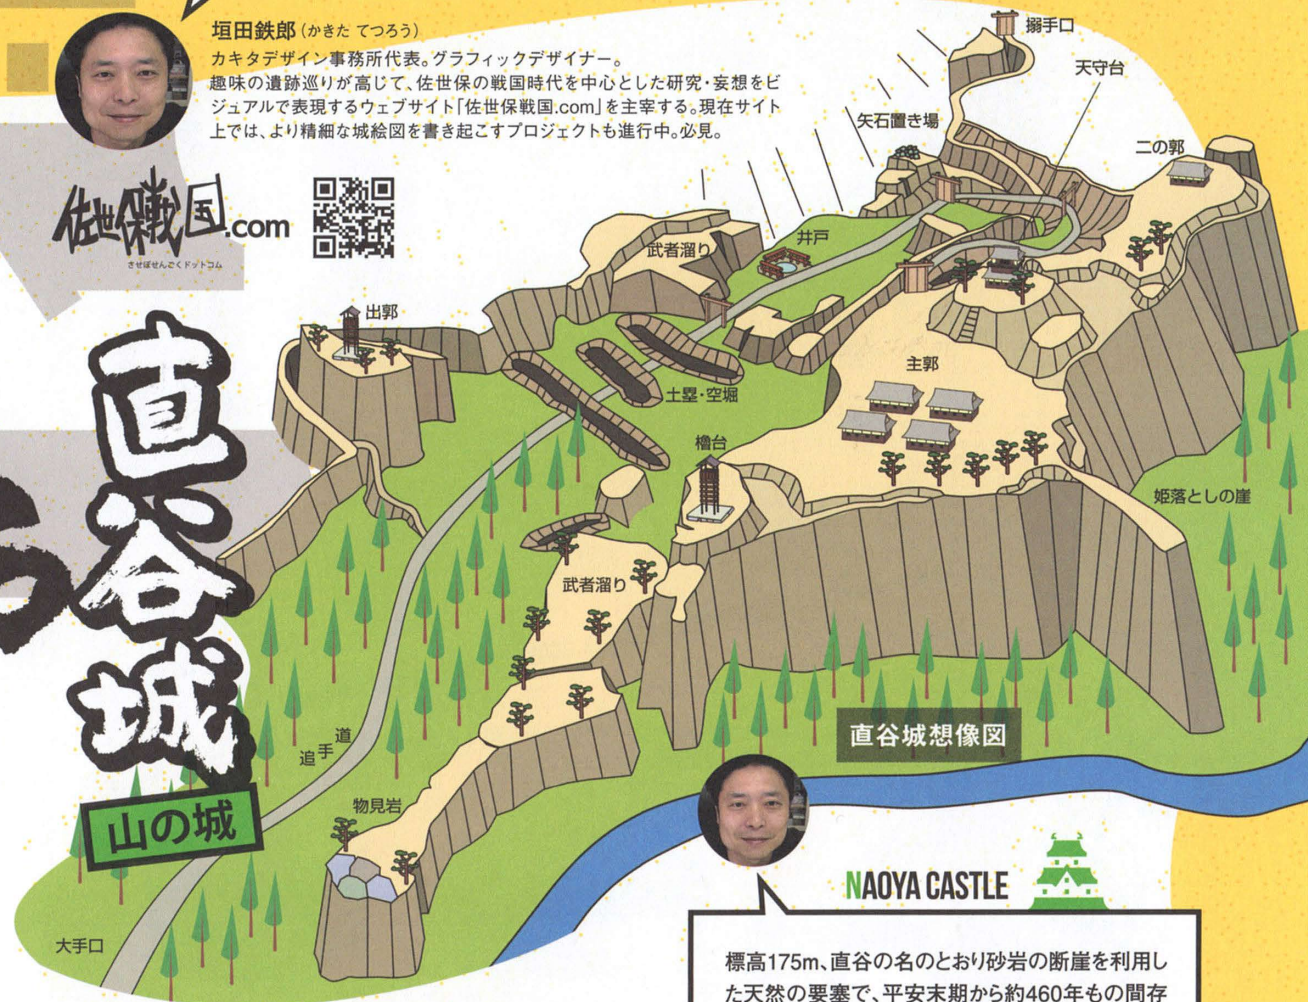 垣田鉄郎(かきた てつろう)
カキタデザイン事務所代表。グラフィックデザイナー。
趣味の遺跡巡りが高じて、佐世保の戦国時代を中心とした研究・妄想をビ
ジュアルで表現するウェブサイト「佐世保戦国.com」を主宰する。現在サイト
上では、より精細な城絵図を書き起こすプロジェクトも進行中。必見。
佐世保戦国.com
させぼせんごくドットコム
直谷城
山の城
搦手口
天守台
矢石置き場
二の郭
武者溜り
井戸
出郭
主郭
土塁・空堀
櫓台
姫落としの崖
武者溜り
追手道
物見岩
大手口
直谷城想像図
NAOYA CASTLE
標高175m、直谷の名のとおり砂岩の断崖を利用し
た天然の要塞で、平安末期から約460年もの間存